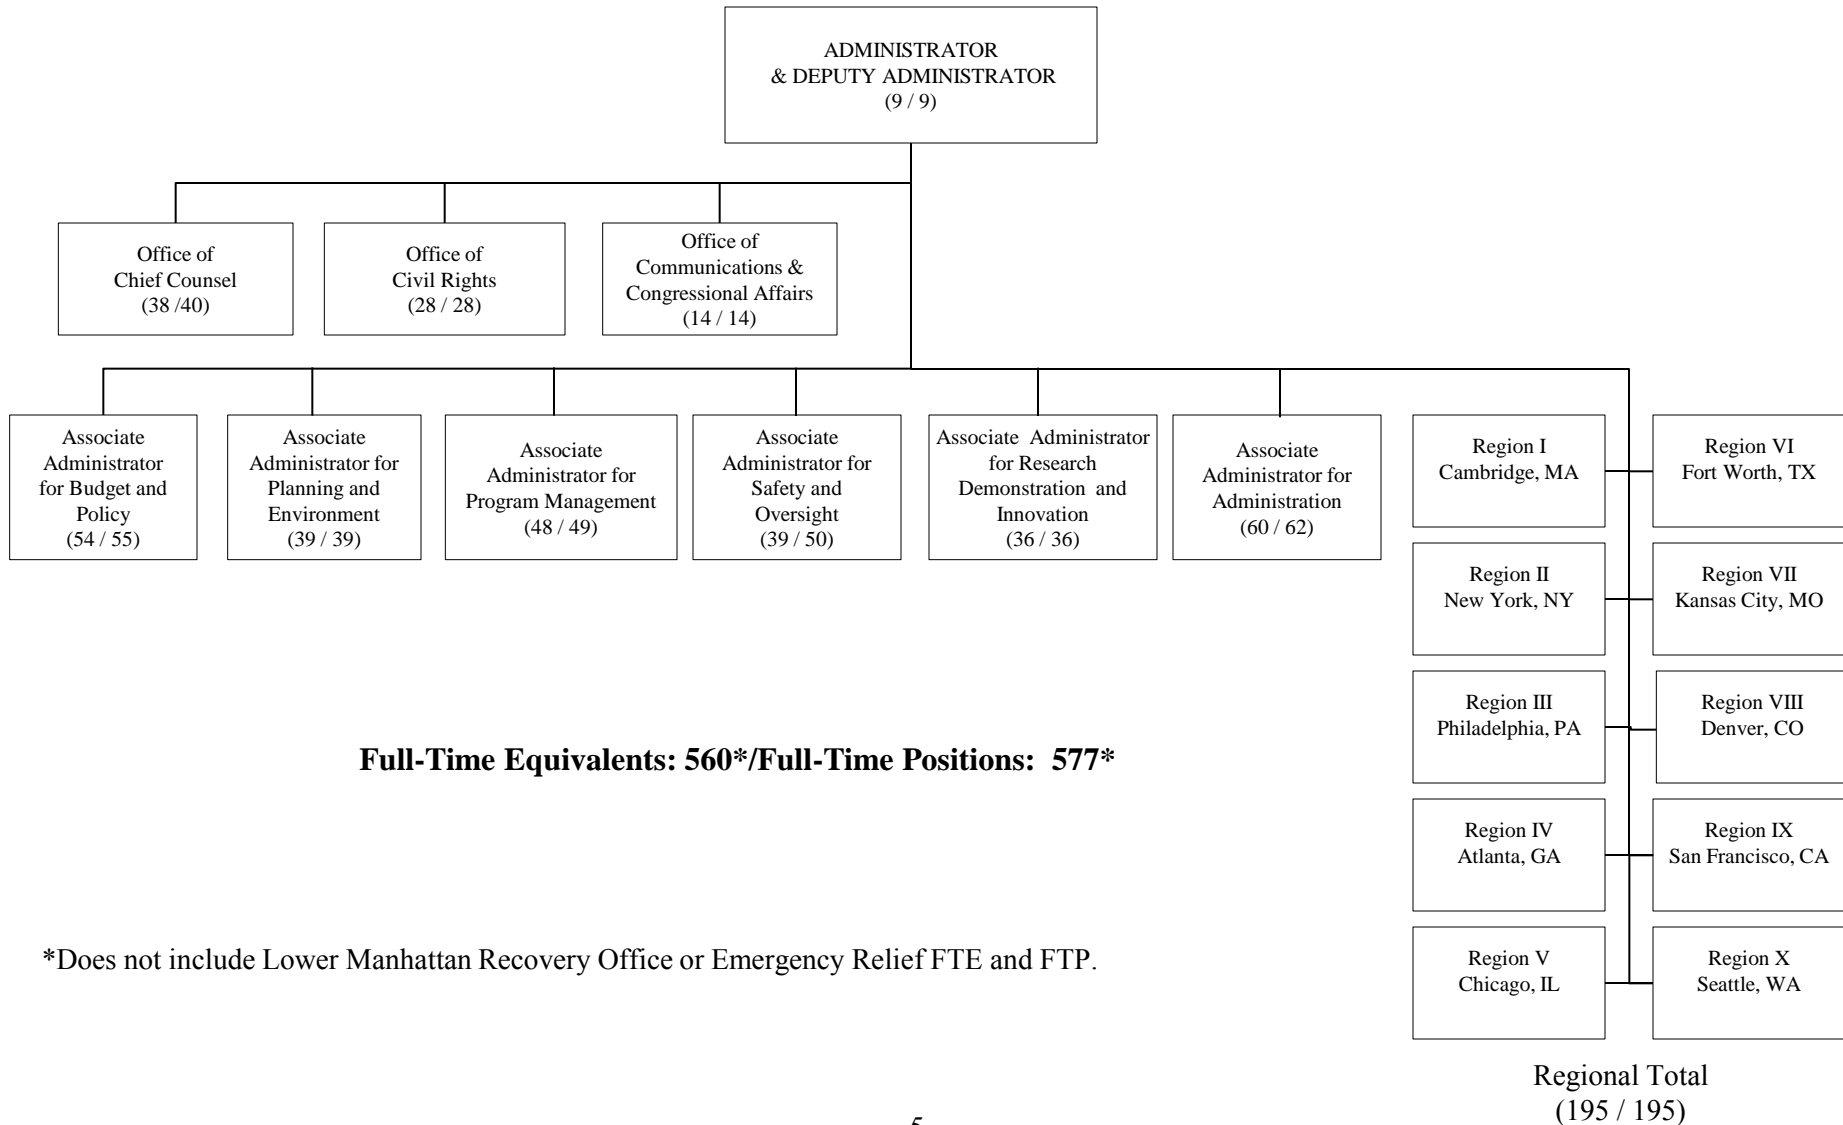 ADMINISTRATOR
& DEPUTY ADMINISTRATOR
(9 / 9)
Office of
Chief Counsel
(38 /40)
Office of
Civil Rights
(28 / 28)
Office of
Communications &
Congressional Affairs
(14 / 14)
Associate
Administrator
for Budget and
Policy
(54 / 55)
Associate
Administrator for
Planning and
Environment
(39 / 39)
Associate
Administrator for
Program Management
(48 / 49)
Associate
Administrator for
Safety and
Oversight
(39 / 50)
Associate Administrator
for Research
Demonstration and
Innovation
(36 / 36)
Associate
Administrator for
Administration
(60 / 62)
Region I
Cambridge, MA
Region VI
Fort Worth, TX
Region II
New York, NY
Region VII
Kansas City, MO
Region III
Philadelphia, PA
Region VIII
Denver, CO
Region IV
Atlanta, GA
Region IX
San Francisco, CA
Region V
Chicago, IL
Region X
Seattle, WA
Regional Total
(195 / 195)
Full-Time Equivalents: 560*/Full-Time Positions: 577*
*Does not include Lower Manhattan Recovery Office or Emergency Relief FTE and FTP.
5